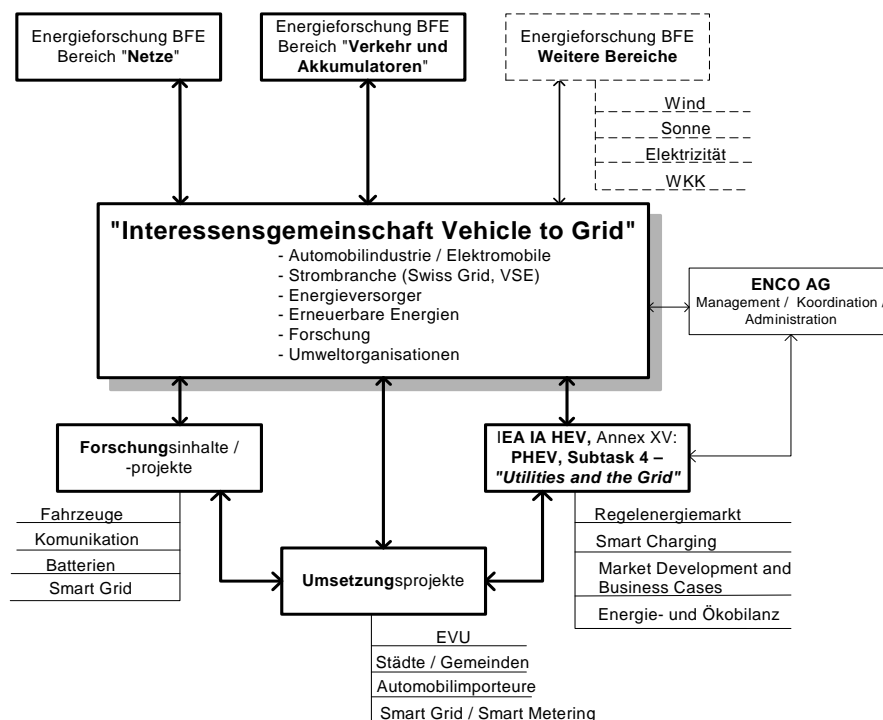 Energieforschung BFE
Bereich "Netze"
Energieforschung BFE
Bereich "Verkehr und
Akkumulatoren"
Energieforschung BFE
Weitere Bereiche
Wind
Sonne
Elektrizität
WKK
"Interessensgemeinschaft Vehicle to Grid"
- Automobilindustrie / Elektromobile
- Strombranche (Swiss Grid, VSE)
- Energieversorger
- Erneuerbare Energien
- Forschung
- Umweltorganisationen
ENCO AG
Management / Koordination /
Administration
Forschungsinhalte /
-projekte
Fahrzeuge
Komunikation
Batterien
Smart Grid
IEA IA HEV, Annex XV:
PHEV, Subtask 4 –
"Utilities and the Grid"
Regelenergiemarkt
Smart Charging
Market Development and
Business Cases
Energie- und Ökobilanz
Umsetzungsprojekte
EVU
Städte / Gemeinden
Automobilimporteure
Smart Grid / Smart Metering